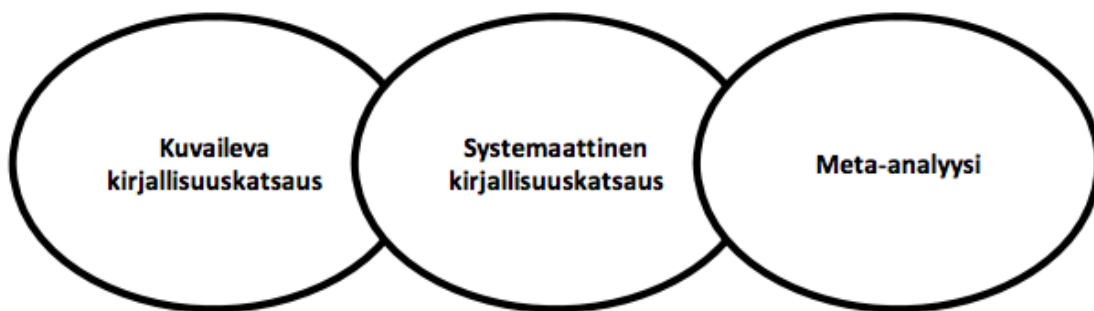 Kuvaileva
kirjallisuuskatsaus
Systemaattinen
kirjallisuuskatsaus
Meta-analyysi